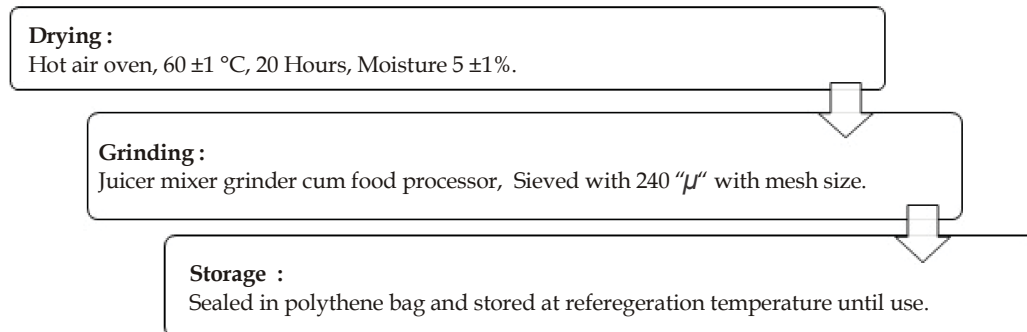 Drying :
Hot air oven, 60 ±1 °C, 20 Hours, Moisture 5 ±1%.
Grinding :
Juicer mixer grinder cum food processor, Sieved with 240 “µ“ with mesh size.
Storage :
Sealed in polythene bag and stored at referegeration temperature until use.